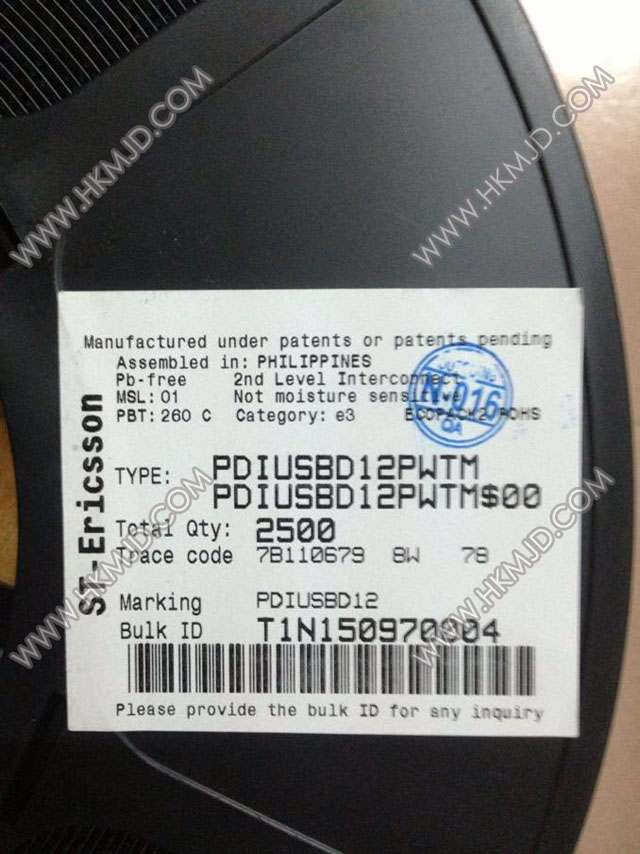 WWW.HKMJD.COM
WWW.HKMJD.COM
Manufactured under patents or patents pending
Assembled in: PHILIPPINES
Pb-free 2nd Level Interconnect
MSL: 01 Not moisture sensitive
PBT: 260 C Category: e3 ECOPACK2 ROHS
N-016
QA
ST-Ericsson
TYPE: PDIUSBD12PWTM
PDIUSBD12PWTM$00
Total Qty: 2500
Trace code 7B110679 8W 78
Marking PDIUSBD12
Bulk ID T1N150970004
Please provide the bulk ID for any inquiry
WWW.HKMJD.COM
WWW.HKMJD.COM